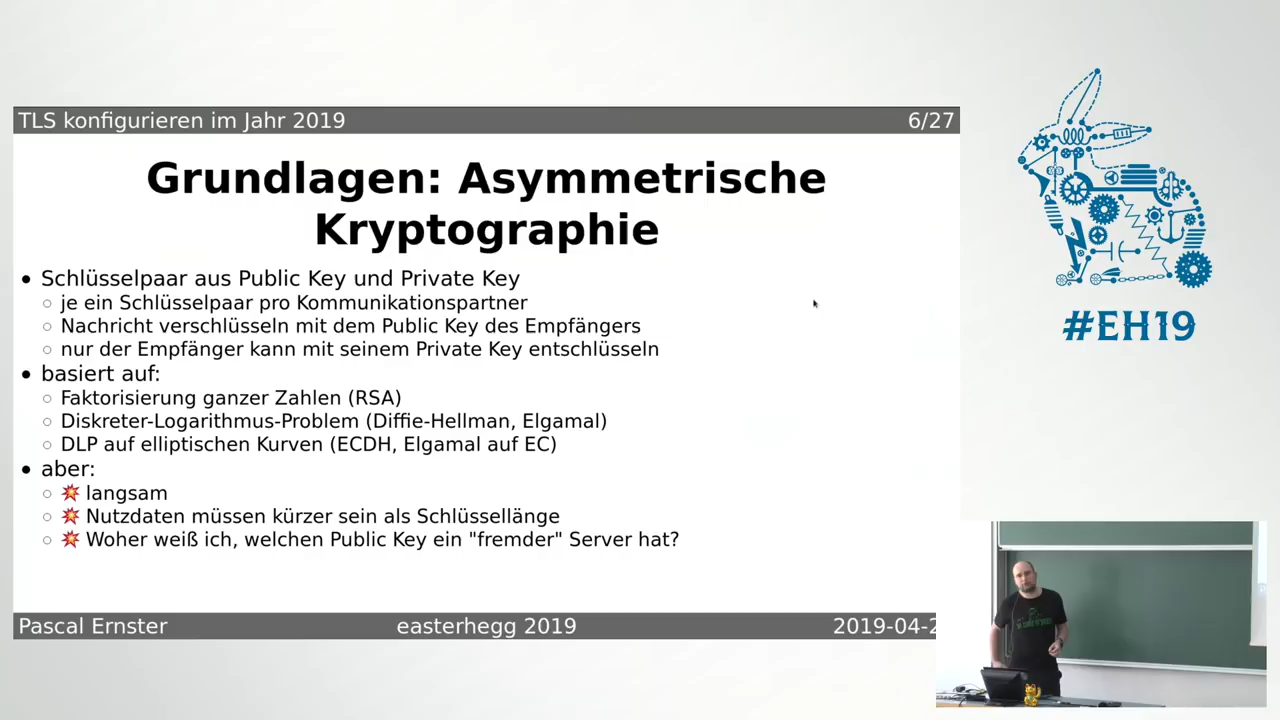 TLS konfigurieren im Jahr 2019 6/27
Grundlagen: Asymmetrische
Kryptographie
Schlüsselpaar aus Public Key und Private Key
je ein Schlüsselpaar pro Kommunikationspartner
Nachricht verschlüsseln mit dem Public Key des Empfängers
nur der Empfänger kann mit seinem Private Key entschlüsseln
basiert auf:
Faktorisierung ganzer Zahlen (RSA)
Diskreter-Logarithmus-Problem (Diffie-Hellman, Elgamal)
DLP auf elliptischen Kurven (ECDH, Elgamal auf EC)
aber:
💥 langsam
💥 Nutzdaten müssen kürzer sein als Schlüssellänge
💥 Woher weiß ich, welchen Public Key ein "fremder" Server hat?
Pascal Ernster easterhegg 2019 2019-04-2
#EH19